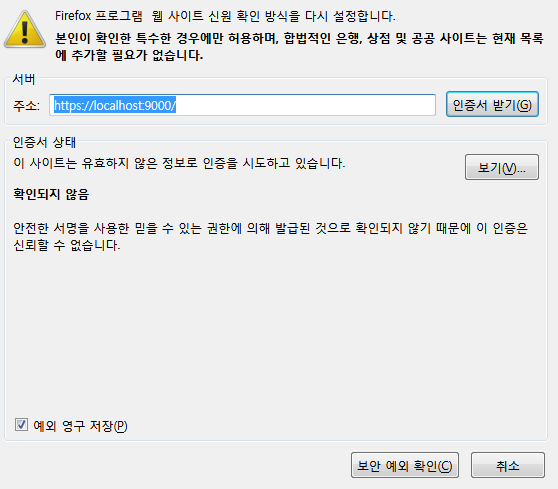 Firefox 프로그램 웹 사이트 신원 확인 방식을 다시 설정합니다.
본인이 확인한 특수한 경우에만 허용하며, 합법적인 은행, 상점 및 공공 사이트는 현재 목록
에 추가할 필요가 없습니다.
서버
주소: https://localhost:9000/ 인증서 받기(G)
인증서 상태
이 사이트는 유효하지 않은 정보로 인증을 시도하고 있습니다. 보기(V)...
확인되지 않음
안전한 서명을 사용한 믿을 수 있는 권한에 의해 발급된 것으로 확인되지 않기 때문에 이 인증은
신뢰할 수 없습니다.
예외 영구 저장(P)
보안 예외 확인(C) 취소